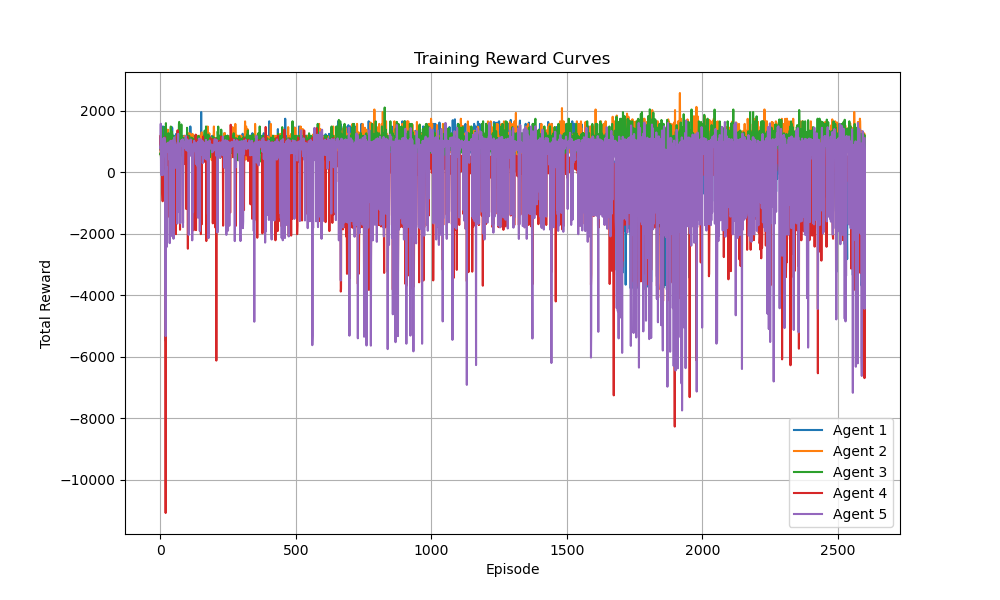 Training Reward Curves
Total Reward
2000
0
−2000
−4000
−6000
−8000
−10000
0 500 1000 1500 2000 2500
Episode
Agent 1
Agent 2
Agent 3
Agent 4
Agent 5